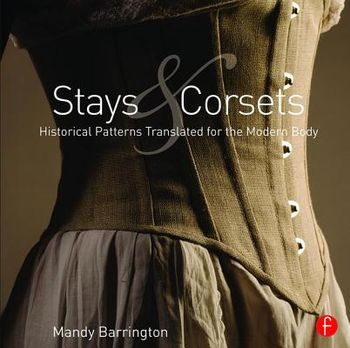 Stays & Corsets
Historical Patterns Translated for the Modern Body
Mandy Barrington
f